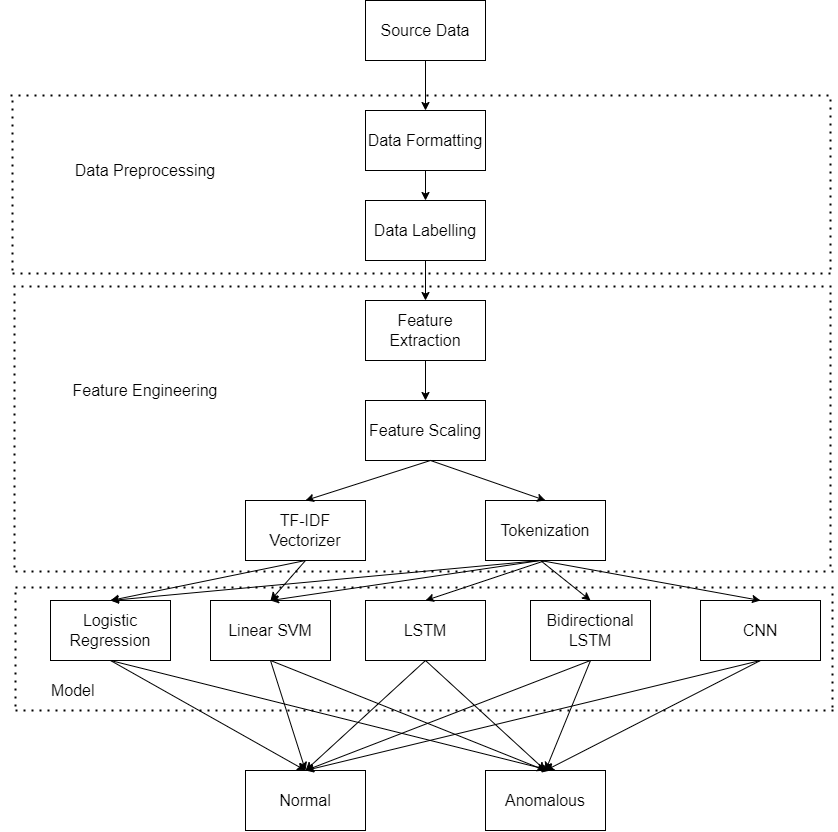 Source Data
Data Formatting
Data Preprocessing
Data Labelling
Feature
Extraction
Feature Engineering
Feature Scaling
TF-IDF
Vectorizer
Tokenization
Logistic
Regression
Linear SVM
LSTM
Bidirectional
LSTM
CNN
Model
Normal
Anomalous